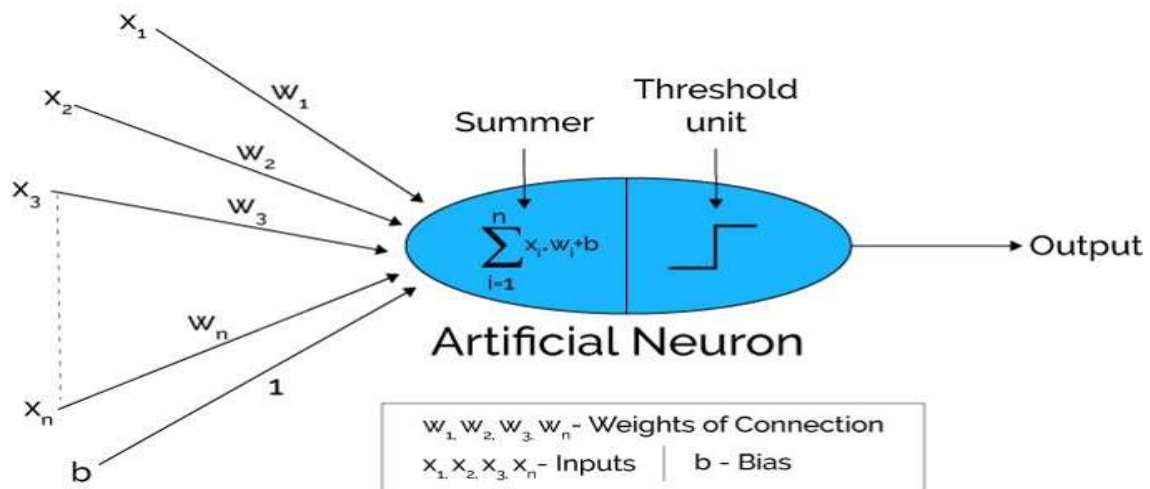 x₁
x₂
x₃
xₙ
b
w₁
w₂
w₃
wₙ
1
Summer
Threshold
unit
n
∑ xᵢ.wᵢ+b
i=1
Output
Artificial Neuron
w₁, w₂, w₃, wₙ- Weights of Connection
x₁, x₂, x₃, xₙ- Inputs | b - Bias